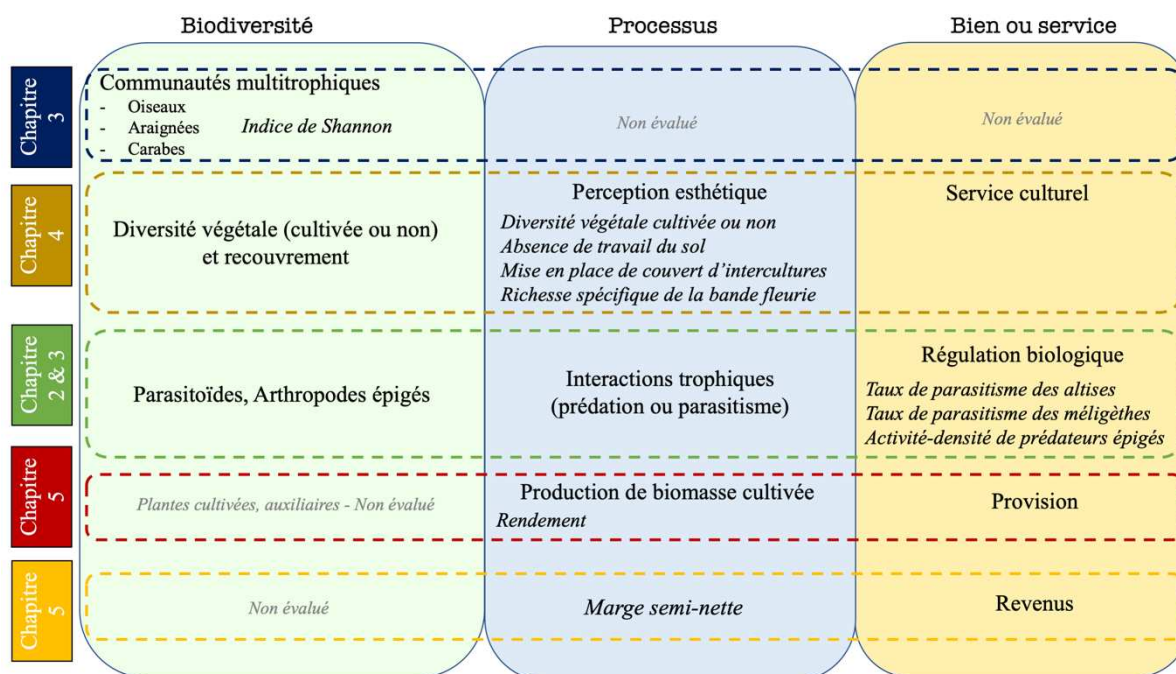 Biodiversité
Processus
Bien ou service
Chapitre
3
Communautés multitrophiques
- Oiseaux
- Araignées
- Carabes
Indice de Shannon
Non évalué
Non évalué
Chapitre
4
Diversité végétale (cultivée ou non)
et recouvrement
Perception esthétique
Diversité végétale cultivée ou non
Absence de travail du sol
Mise en place de couvert d'intercultures
Richesse spécifique de la bande fleurie
Service culturel
Chapitre
2 & 3
Parasitoïdes, Arthropodes épigés
Interactions trophiques
(prédation ou parasitisme)
Régulation biologique
Taux de parasitisme des altises
Taux de parasitisme des méligèthes
Activité-densité de prédateurs épigés
Chapitre
5
Plantes cultivées, auxiliaires - Non évalué
Production de biomasse cultivée
Rendement
Provision
Chapitre
5
Non évalué
Marge semi-nette
Revenus